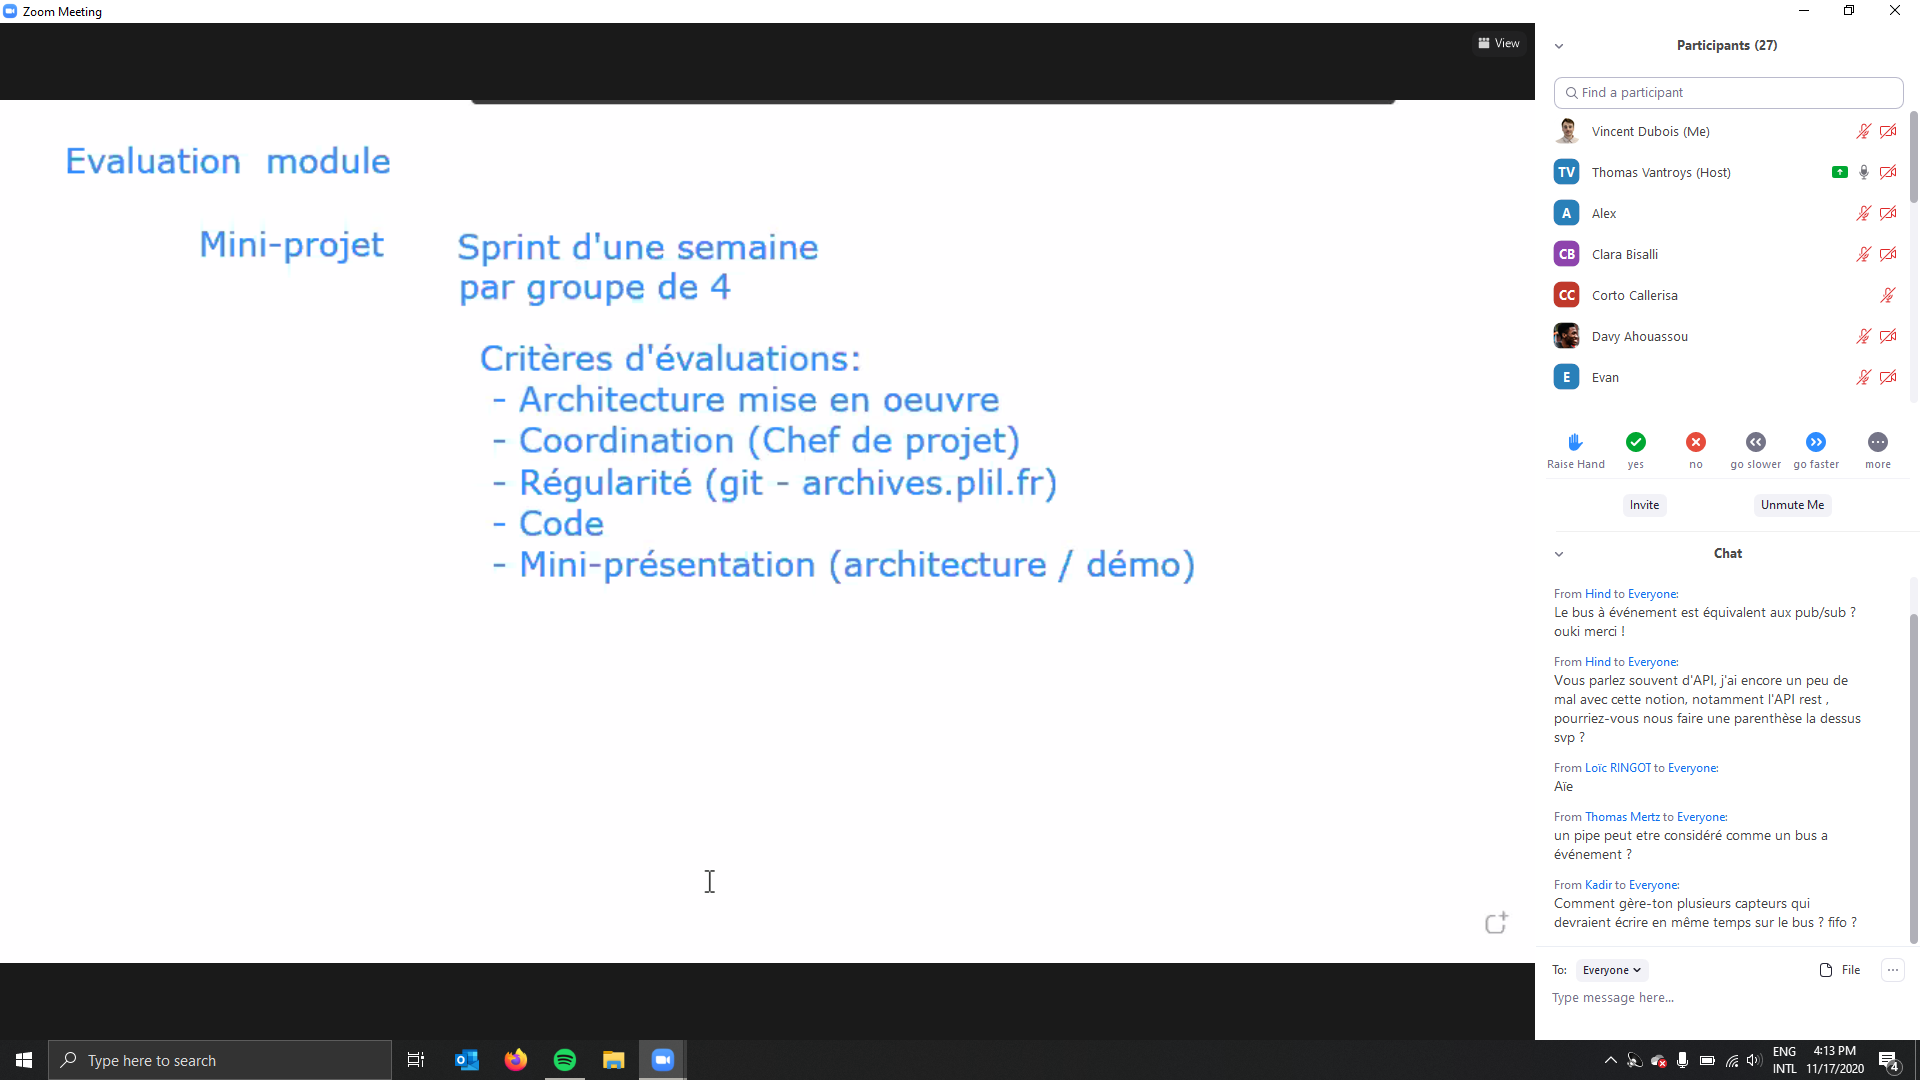 Zoom Meeting
View
Evaluation module
Mini-projet
Sprint d'une semaine
par groupe de 4
Critères d'évaluations:
- Architecture mise en oeuvre
- Coordination (Chef de projet)
- Régularité (git - archives.plil.fr)
- Code
- Mini-présentation (architecture / démo)
Participants (27)
Find a participant
Vincent Dubois (Me)
TV Thomas Vantroys (Host)
A Alex
CB Clara Bisalli
CC Corto Callerisa
Davy Ahouassou
E Evan
Raise Hand yes no go slower go faster more
Invite Unmute Me
Chat
From Hind to Everyone:
Le bus à événement est équivalent aux pub/sub ?
ouki merci !
From Hind to Everyone:
Vous parlez souvent d'API, j'ai encore un peu de
mal avec cette notion, notamment l'API rest ,
pourriez-vous nous faire une parenthèse la dessus
svp ?
From Loïc RINGOT to Everyone:
Aïe
From Thomas Mertz to Everyone:
un pipe peut etre considéré comme un bus a
événement ?
From Kadir to Everyone:
Comment gère-ton plusieurs capteurs qui
devraient écrire en même temps sur le bus ? fifo ?
To: Everyone File
Type message here...
Type here to search
ENG
INTL
4:13 PM
11/17/2020
4